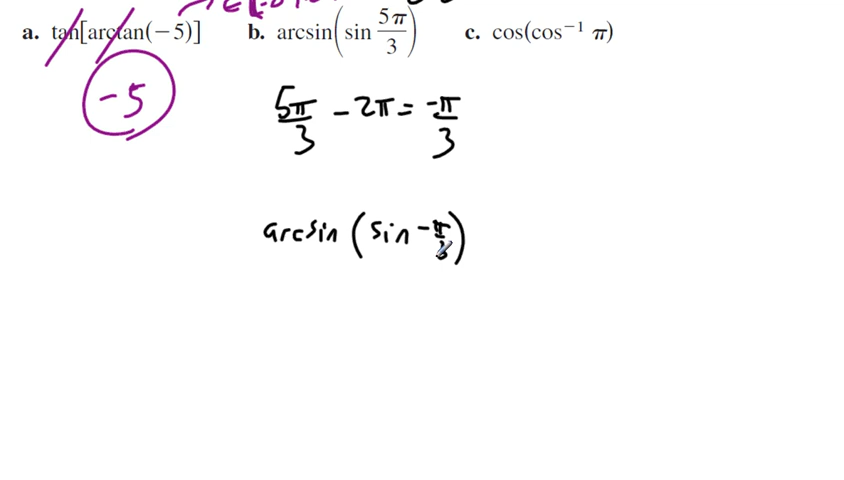 a. tan[arctan(−5)] b. arcsin(sin 5π/3) c. cos(cos⁻¹ π)
-5
5π/3 - 2π = -π/3
arcsin (sin -π/3)